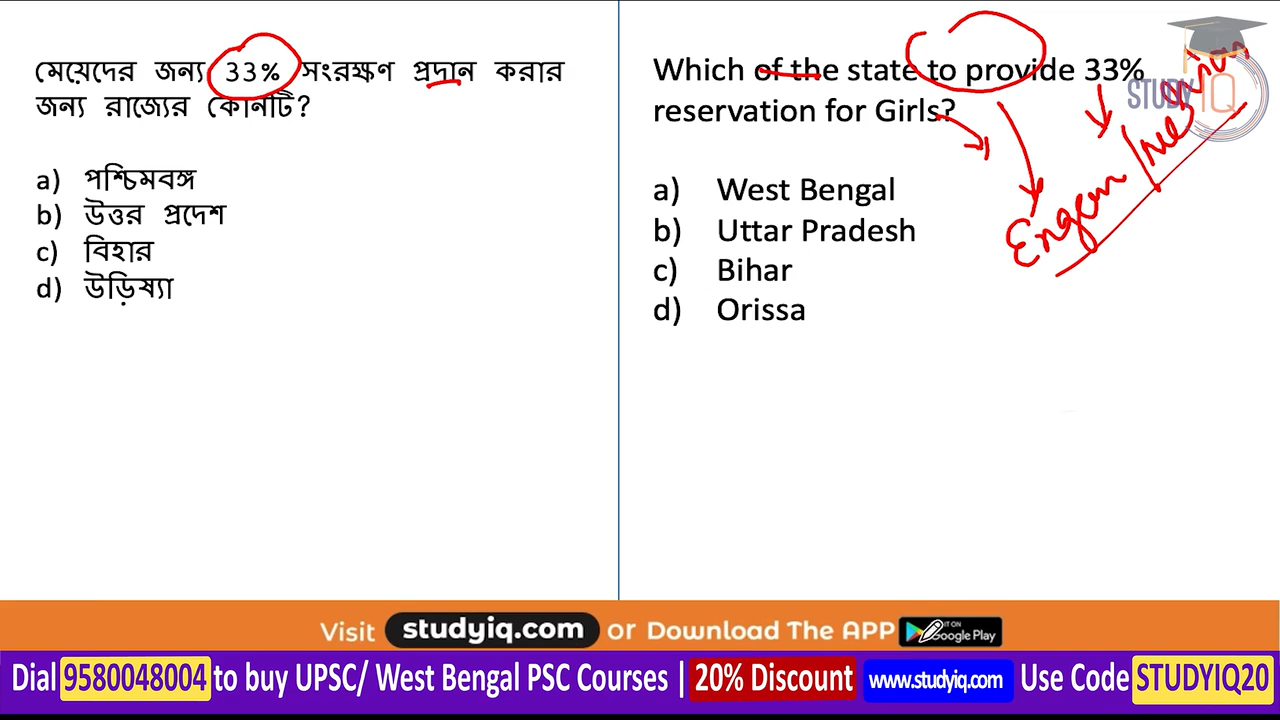 মেয়েদের জন্য 33% সংরক্ষণ প্রদান করার
জন্য রাজ্যের কোনটি?
a) পশ্চিমবঙ্গ
b) উত্তর প্রদেশ
c) বিহার
d) উড়িষ্যা
Which of the state to provide 33%
reservation for Girls?
a) West Bengal
b) Uttar Pradesh
c) Bihar
d) Orissa
STUDY IQ
Visit studyiq.com or Download The APP GET IT ON Google Play
Dial 9580048004 to buy UPSC/ West Bengal PSC Courses | 20% Discount www.studyiq.com Use Code STUDYIQ20